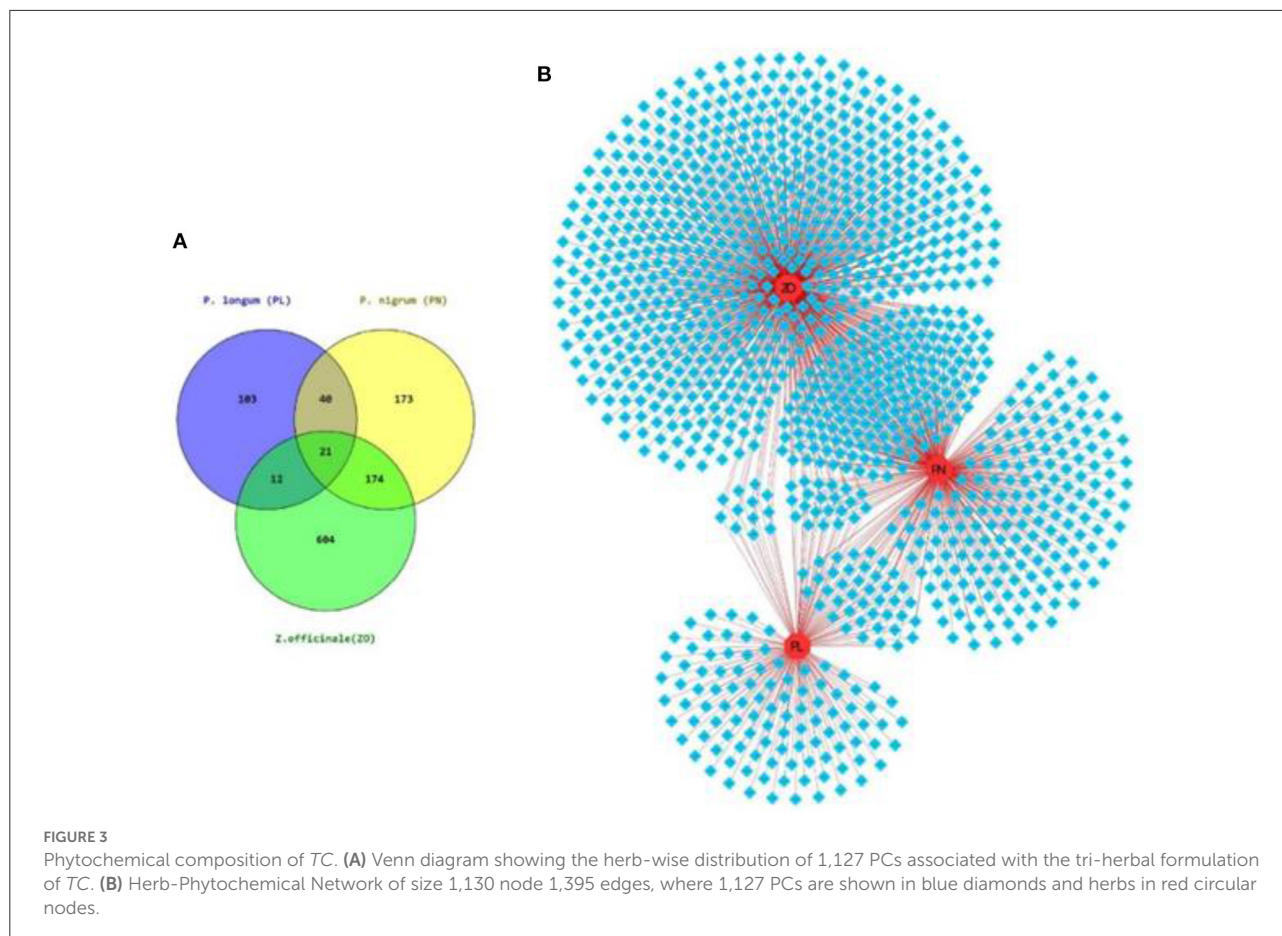 B
A
P. longum (PL)
P. nigrum (PN)
103
40
173
21
12
174
604
Z.officinale(ZO)
ZO
PN
PL
FIGURE 3
Phytochemical composition of TC. (A) Venn diagram showing the herb-wise distribution of 1,127 PCs associated with the tri-herbal formulation
of TC. (B) Herb-Phytochemical Network of size 1,130 node 1,395 edges, where 1,127 PCs are shown in blue diamonds and herbs in red circular
nodes.